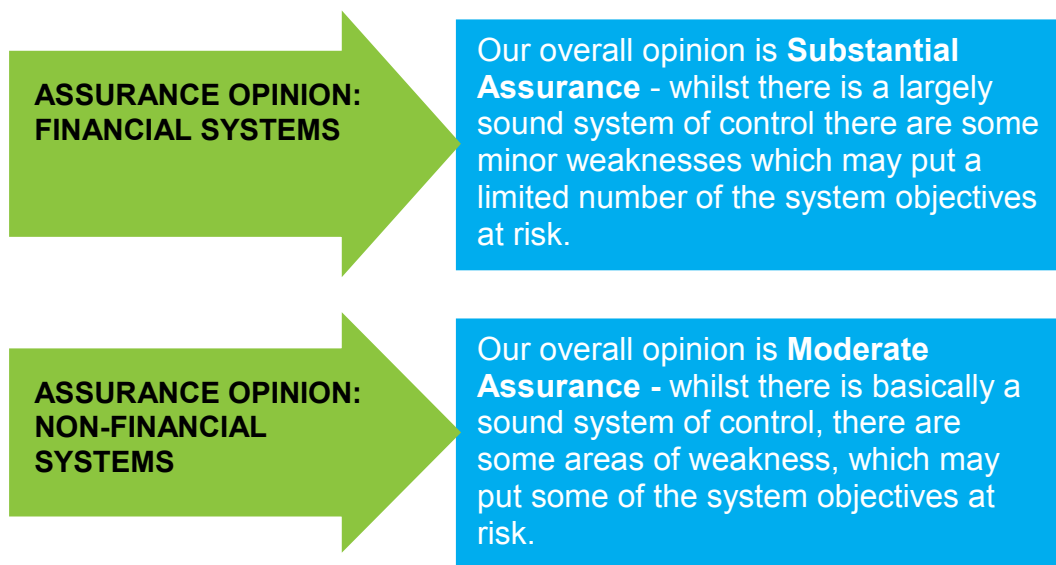 ASSURANCE OPINION:
FINANCIAL SYSTEMS
Our overall opinion is Substantial
Assurance - whilst there is a largely
sound system of control there are some
minor weaknesses which may put a
limited number of the system objectives
at risk.
ASSURANCE OPINION:
NON-FINANCIAL
SYSTEMS
Our overall opinion is Moderate
Assurance - whilst there is basically a
sound system of control, there are
some areas of weakness, which may
put some of the system objectives at
risk.